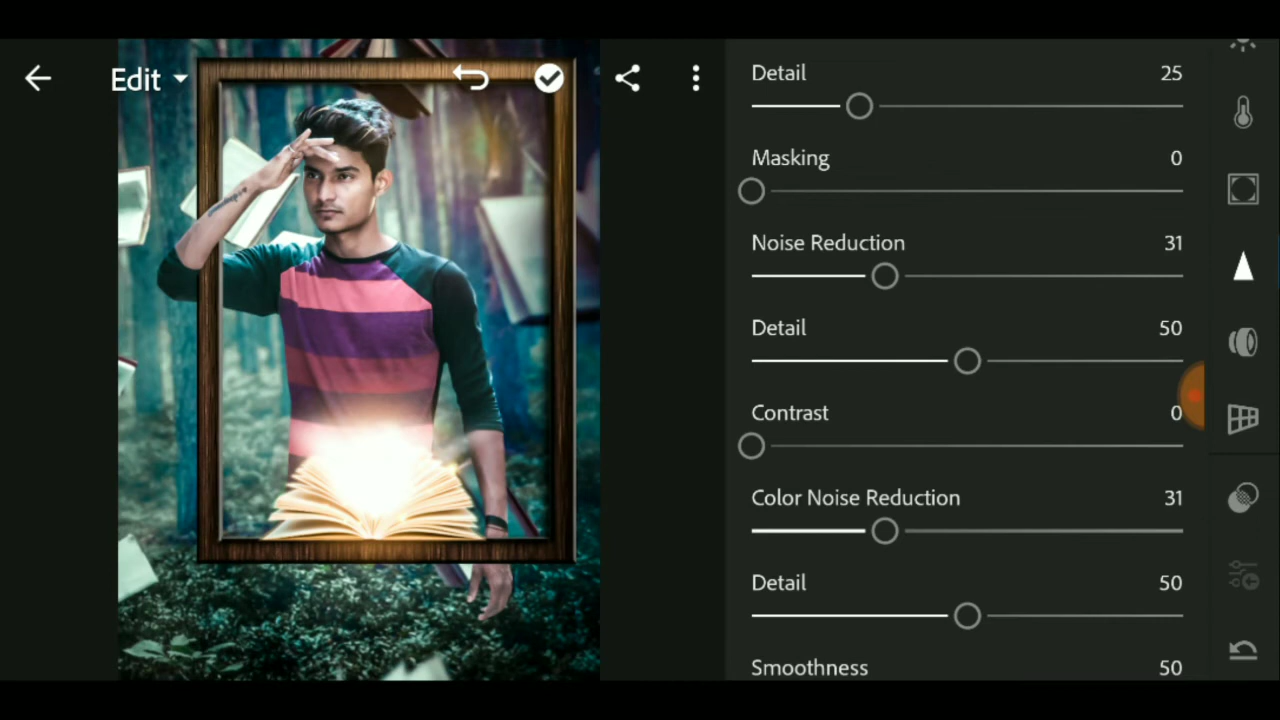 Edit
Detail 25
Masking 0
Noise Reduction 31
Detail 50
Contrast 0
Color Noise Reduction 31
Detail 50
Smoothness 50